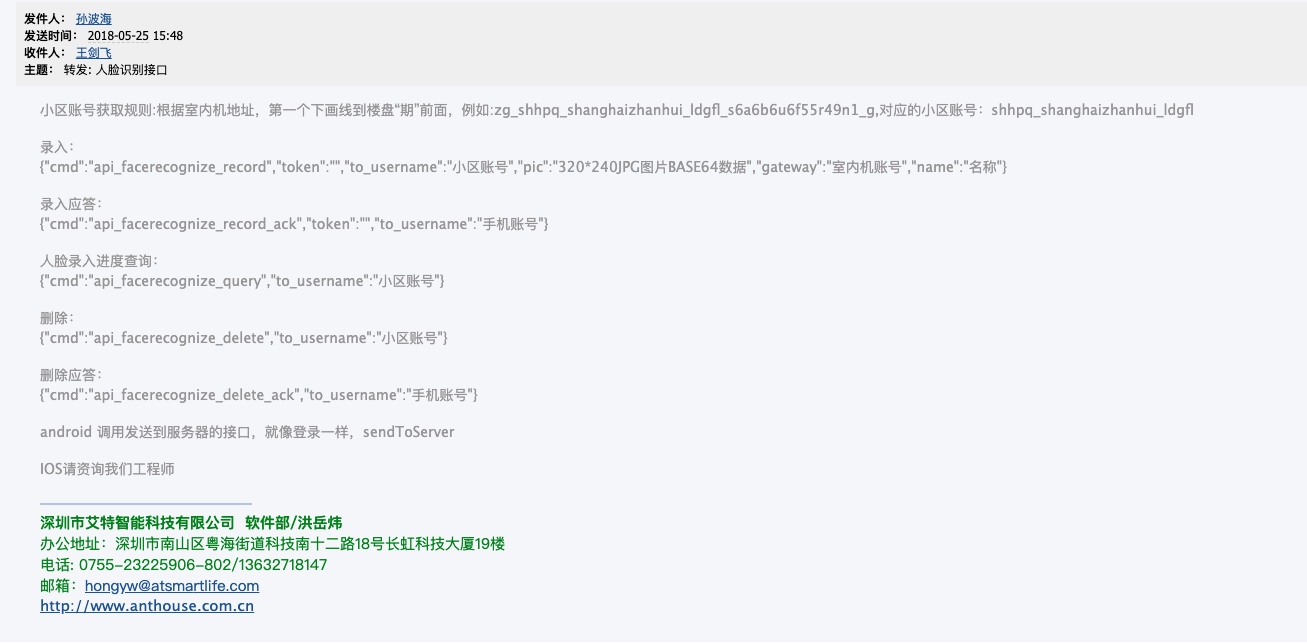 发件人： 孙波海
发送时间： 2018-05-25 15:48
收件人： 王剑飞
主题： 转发: 人脸识别接口
小区账号获取规则:根据室内机地址，第一个下画线到楼盘“期”前面，例如:zg_shhpq_shanghaizhanhui_ldgfl_s6a6b6u6f55r49n1_g,对应的小区账号：shhpq_shanghaizhanhui_ldgfl
录入：
{"cmd":"api_facerecognize_record","token":"","to_username":"小区账号","pic":"320*240JPG图片BASE64数据","gateway":"室内机账号","name":"名称"}
录入应答：
{"cmd":"api_facerecognize_record_ack","token":"","to_username":"手机账号"}
人脸录入进度查询：
{"cmd":"api_facerecognize_query","to_username":"小区账号"}
删除：
{"cmd":"api_facerecognize_delete","to_username":"小区账号"}
删除应答：
{"cmd":"api_facerecognize_delete_ack","to_username":"手机账号"}
android 调用发送到服务器的接口，就像登录一样，sendToServer
IOS请资询我们工程师
深圳市艾特智能科技有限公司 软件部/洪岳炜
办公地址：深圳市南山区粤海街道科技南十二路18号长虹科技大厦19楼
电话: 0755-23225906-802/13632718147
邮箱：hongyw@atsmartlife.com
http://www.anthouse.com.cn